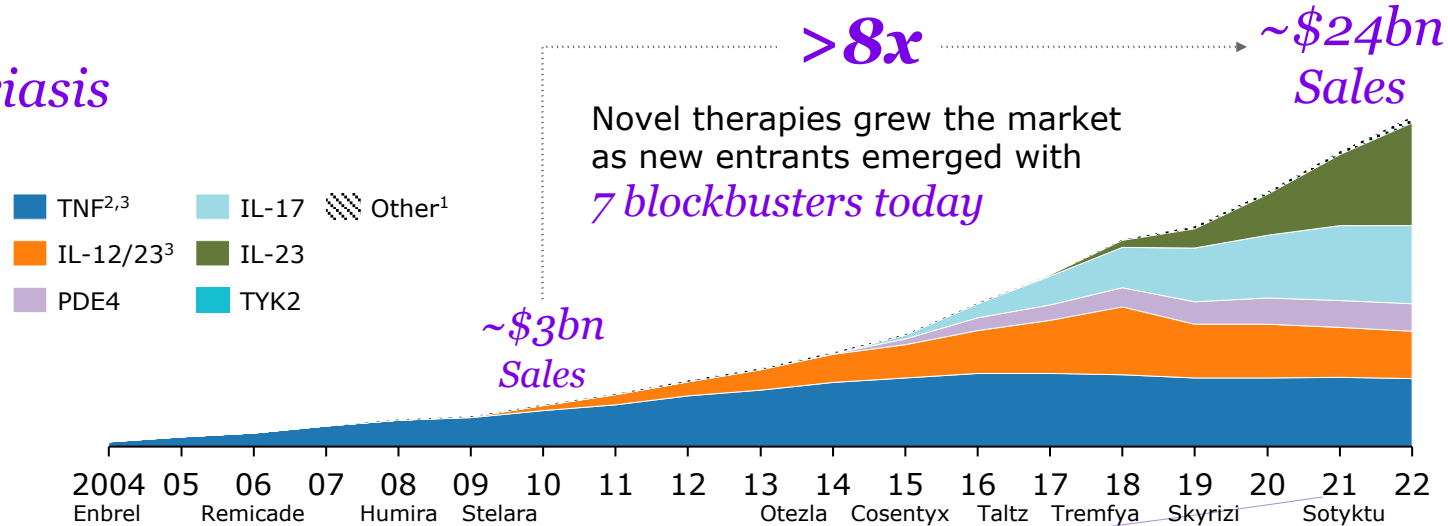 >8x
~$24bn
Sales
iasis
Novel therapies grew the market
as new entrants emerged with
7 blockbusters today
TNF2,3 IL-17 Other1
IL-12/233 IL-23
PDE4 TYK2
~$3bn
Sales
2004 05 06 07 08 09 10 11 12 13 14 15 16 17 18 19 20 21 22
Enbrel Remicade Humira Stelara Otezla Cosentyx Taltz Tremfya Skyrizi Sotyktu